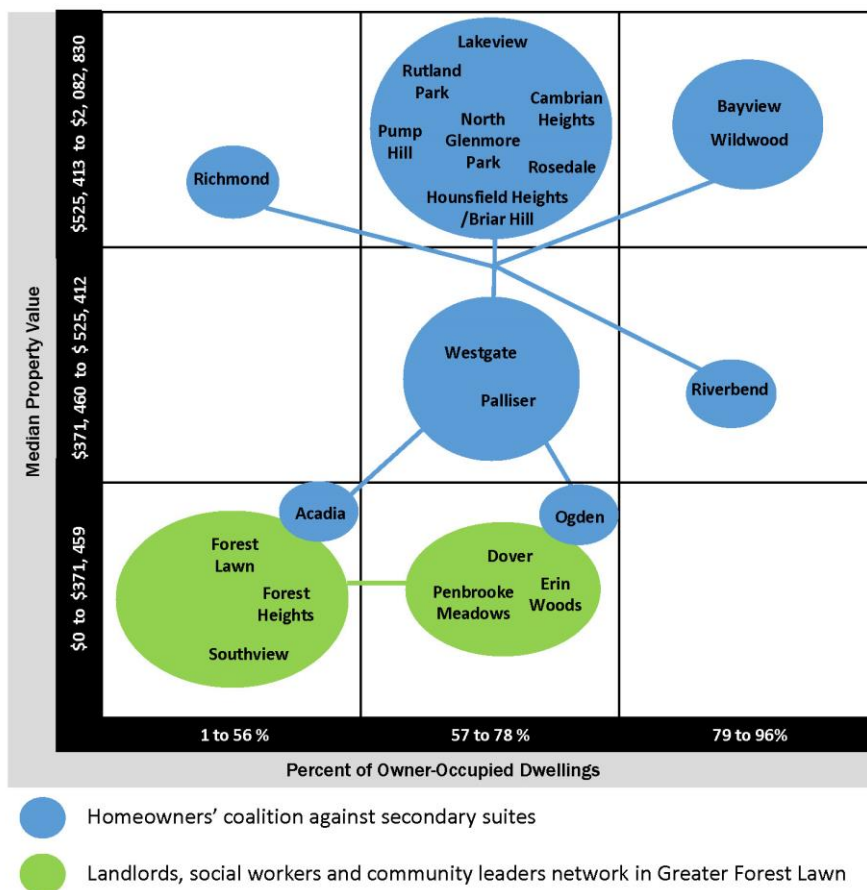 Median Property Value
$525, 413 to $2, 082, 830
$371, 460 to $ 525, 412
$0 to $371, 459
Lakeview
Rutland
Park
Cambrian
Heights
Pump
Hill
North
Glenmore
Park
Rosedale
Hounsfield Heights
/Briar Hill
Bayview
Wildwood
Richmond
Westgate
Palliser
Riverbend
Acadia
Ogden
Forest
Lawn
Forest
Heights
Southview
Dover
Penbrooke
Meadows
Erin
Woods
1 to 56 %
57 to 78 %
79 to 96%
Percent of Owner-Occupied Dwellings
Homeowners’ coalition against secondary suites
Landlords, social workers and community leaders network in Greater Forest Lawn